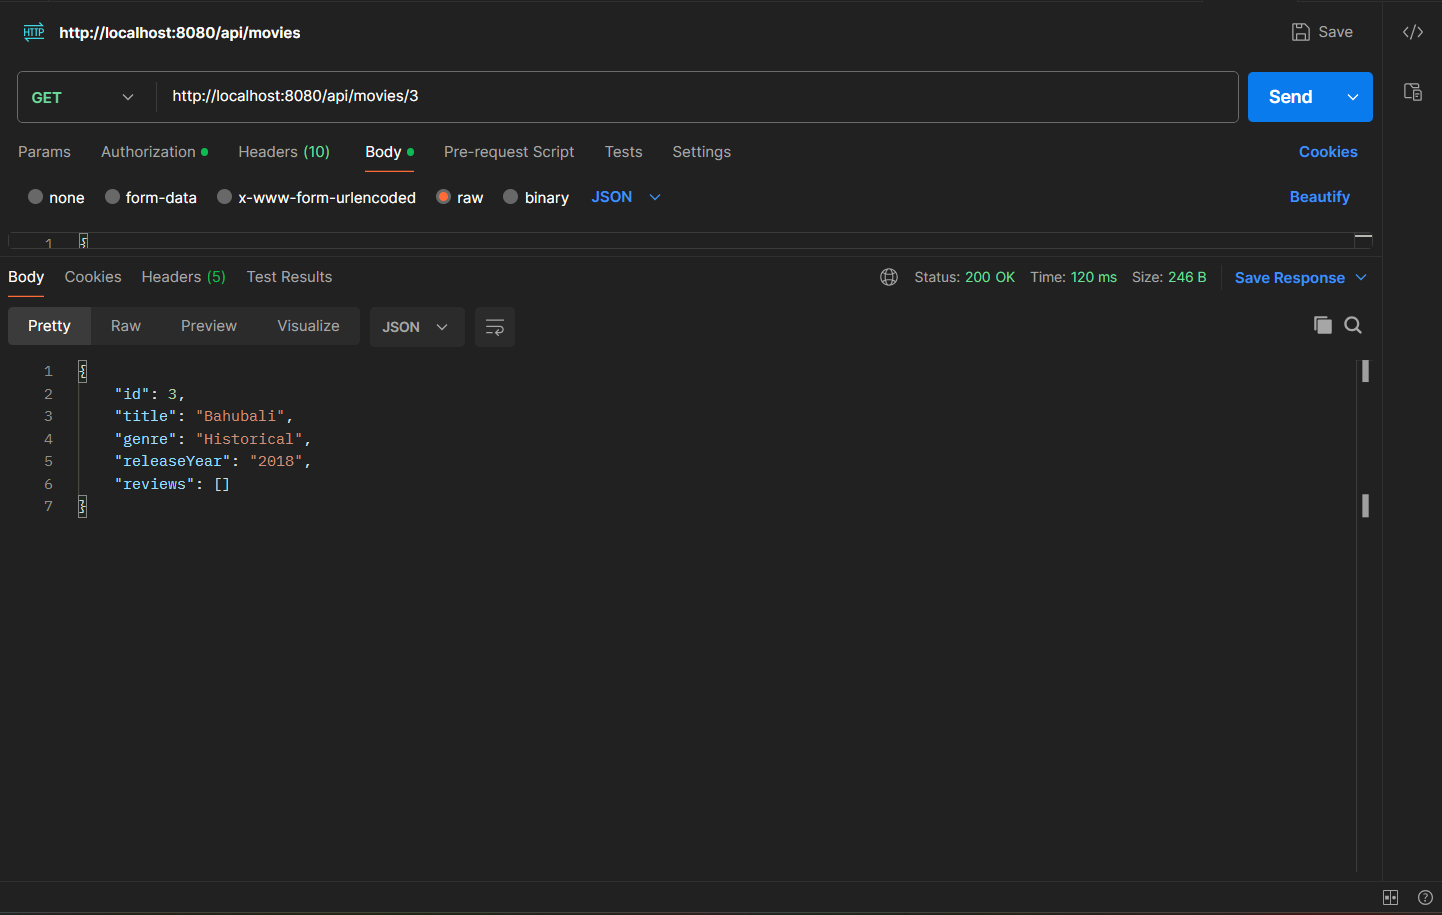 HTTP http://localhost:8080/api/movies Save
GET http://localhost:8080/api/movies/3 Send
Params Authorization Headers (10) Body Pre-request Script Tests Settings Cookies
none form-data x-www-form-urlencoded raw binary JSON Beautify
1 {
Body Cookies Headers (5) Test Results Status: 200 OK Time: 120 ms Size: 246 B Save Response
Pretty Raw Preview Visualize JSON
1 {
2 "id": 3,
3 "title": "Bahubali",
4 "genre": "Historical",
5 "releaseYear": "2018",
6 "reviews": []
7 }